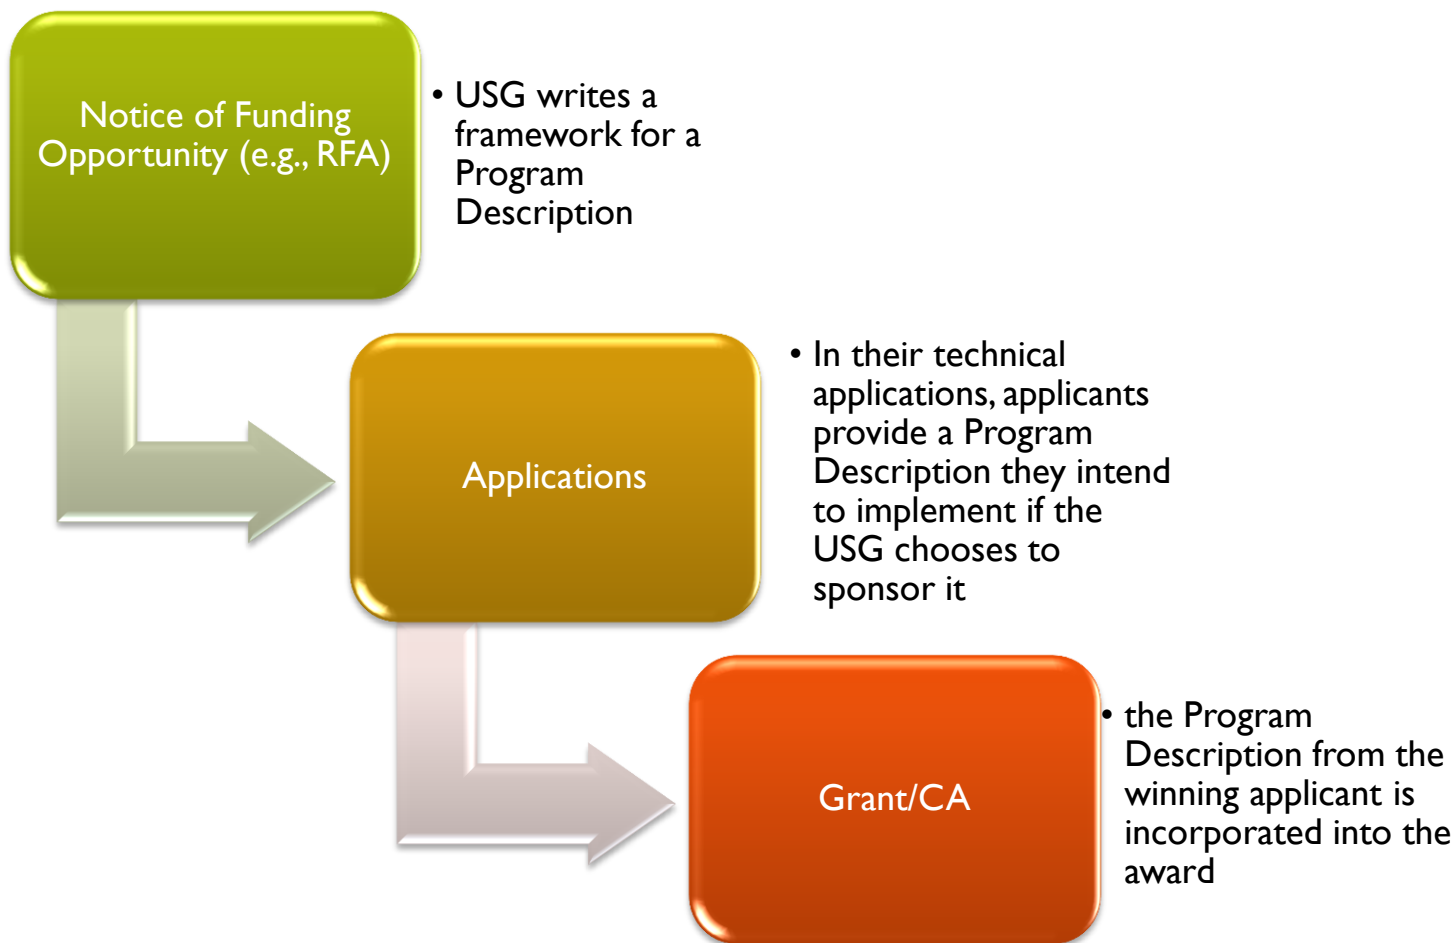 Notice of Funding
Opportunity (e.g., RFA)
• USG writes a
framework for a
Program
Description
Applications
• In their technical
applications, applicants
provide a Program
Description they intend
to implement if the
USG chooses to
sponsor it
Grant/CA
• the Program
Description from the
winning applicant is
incorporated into the
award